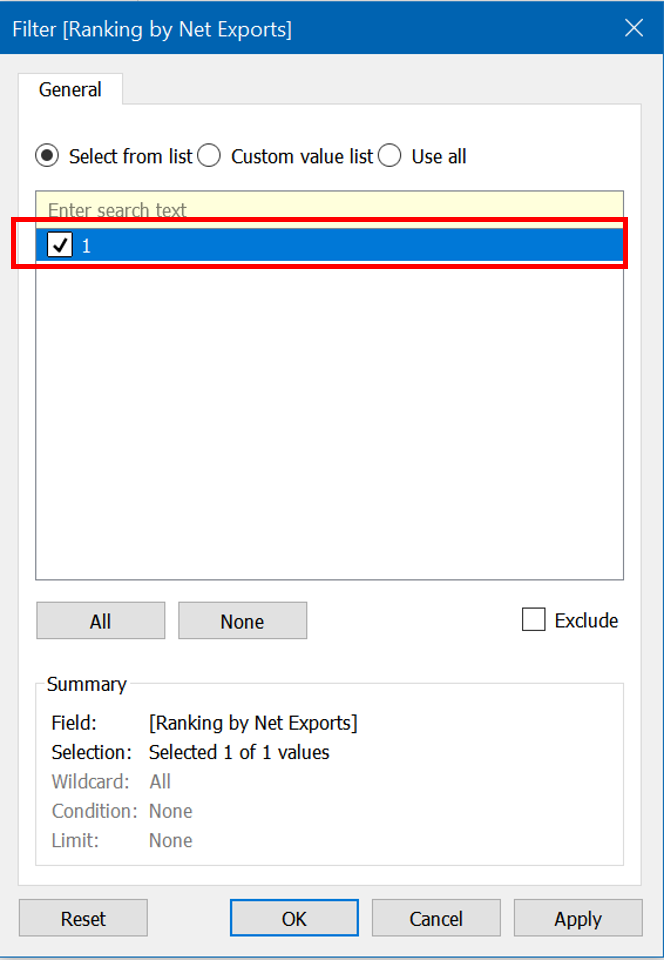 Filter [Ranking by Net Exports]
General
Select from list Custom value list Use all
Enter search text
1
All None Exclude
Summary
Field: [Ranking by Net Exports]
Selection: Selected 1 of 1 values
Wildcard: All
Condition: None
Limit: None
Reset OK Cancel Apply